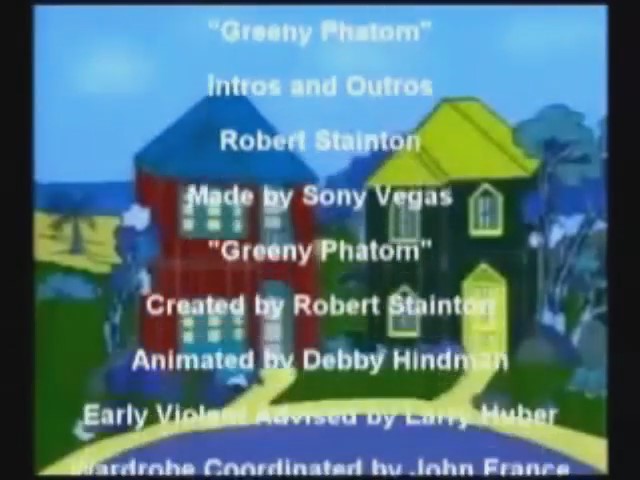 "Greeny Phatom"
Intros and Outros
Robert Stainton
Made by Sony Vegas
"Greeny Phatom"
Created by Robert Stainton
Animated by Debby Hindman
Early Violent Advised by Larry Huber
Wardrobe Coordinated by John France